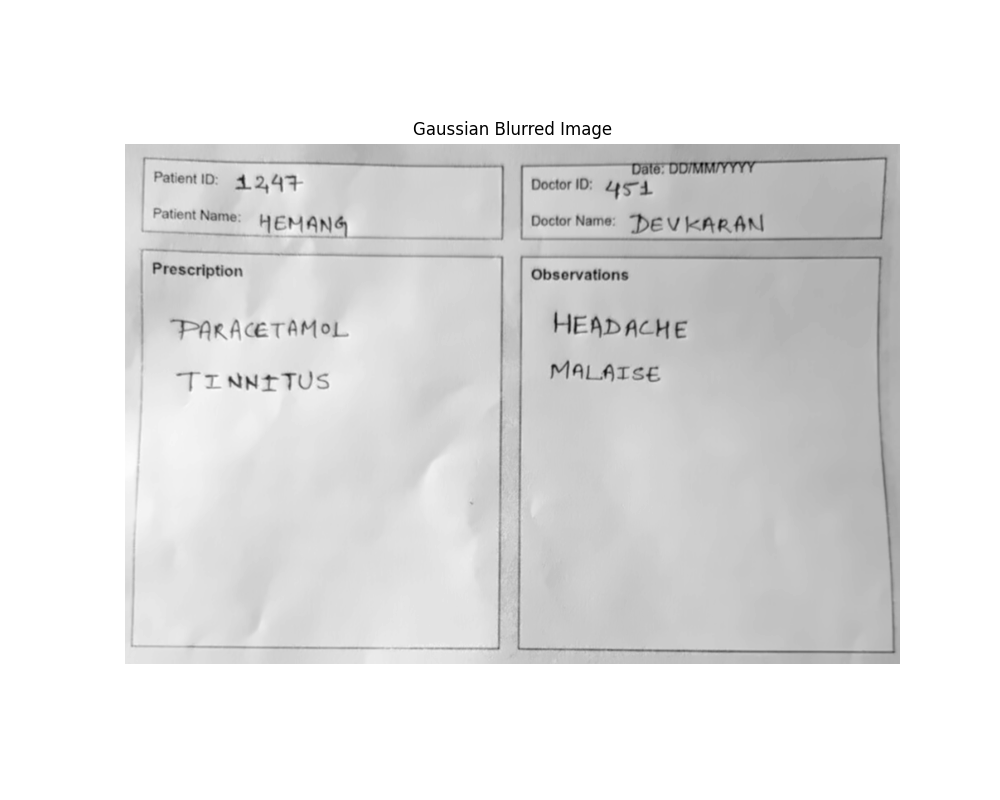 Gaussian Blurred Image
Patient ID: 1247
Patient Name: HEMANG
Date: DD/MM/YYYY
Doctor ID: 451
Doctor Name: DEVKARAN
Prescription
PARACETAMOL
TINNITUS
Observations
HEADACHE
MALAISE